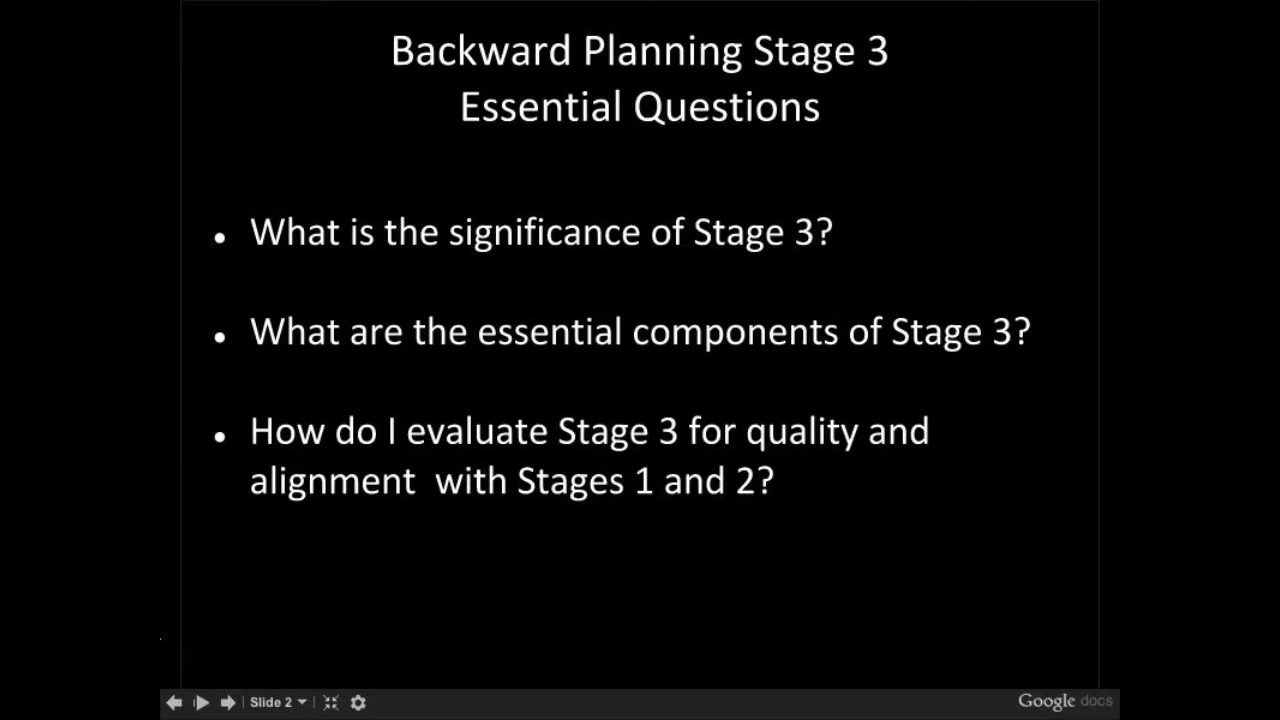 Backward Planning Stage 3
Essential Questions
• What is the significance of Stage 3?
• What are the essential components of Stage 3?
• How do I evaluate Stage 3 for quality and
alignment  with Stages 1 and 2?
Slide 2
Google docs